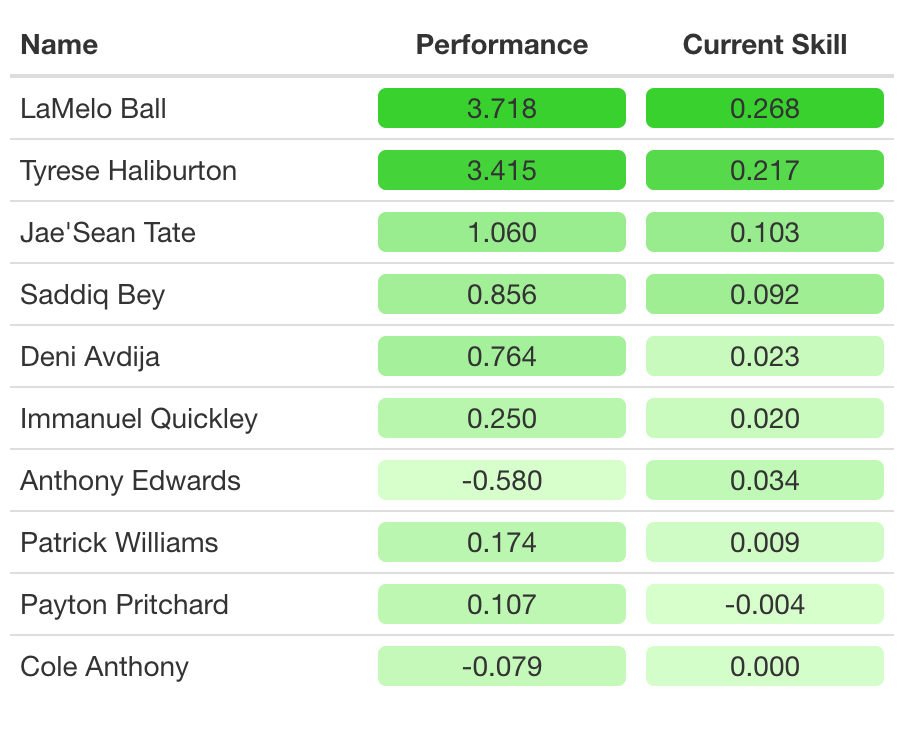 Name Performance Current Skill
LaMelo Ball 3.718 0.268
Tyrese Haliburton 3.415 0.217
Jae'Sean Tate 1.060 0.103
Saddiq Bey 0.856 0.092
Deni Avdija 0.764 0.023
Immanuel Quickley 0.250 0.020
Anthony Edwards -0.580 0.034
Patrick Williams 0.174 0.009
Payton Pritchard 0.107 -0.004
Cole Anthony -0.079 0.000